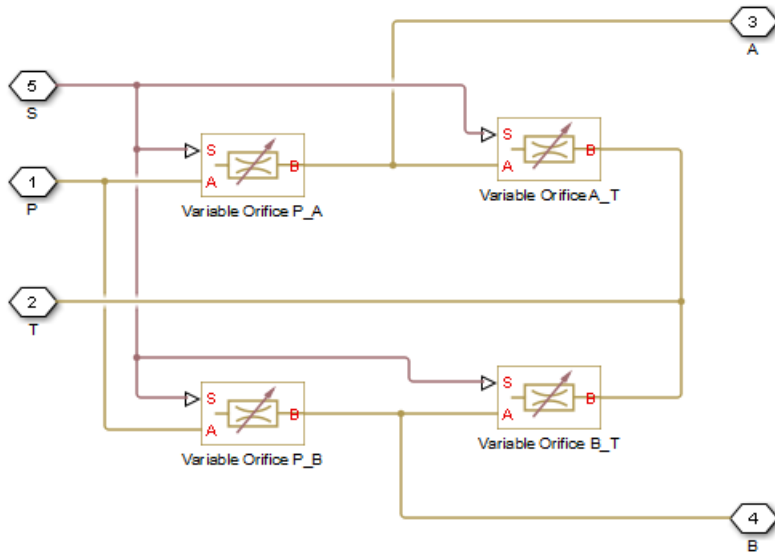 3
A
5
S
S
A
B
Variable Orifice P_A
S
A
B
Variable Orifice A_T
1
P
2
T
S
A
B
Variable Orifice P_B
S
A
B
Variable Orifice B_T
4
B